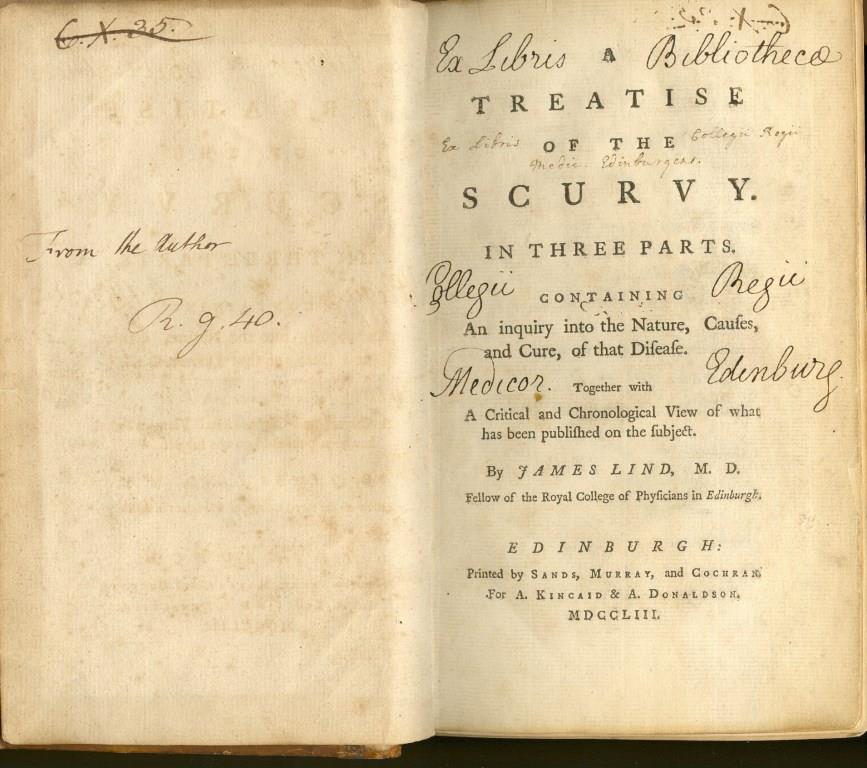 C. X. 25.
From the Author
R. g. 40.
Ex Libris A Bibliothecæ
TREATISE
Ex Libris OF THE Collegii Regii
Medic. Edinburgens.
SCURVY.
IN THREE PARTS.
Collegii CONTAINING Regii
An inquiry into the Nature, Cauſes,
and Cure, of that Diſeaſe.
Medicor. Together with Edinburg.
A Critical and Chronological View of what
has been publiſhed on the ſubject.
By JAMES LIND, M. D.
Fellow of the Royal College of Phyſicians in Edinburgh.
EDINBURGH:
Printed by SANDS, MURRAY, and COCHRAN.
For A. KINCAID & A. DONALDSON.
MDCCLIII.